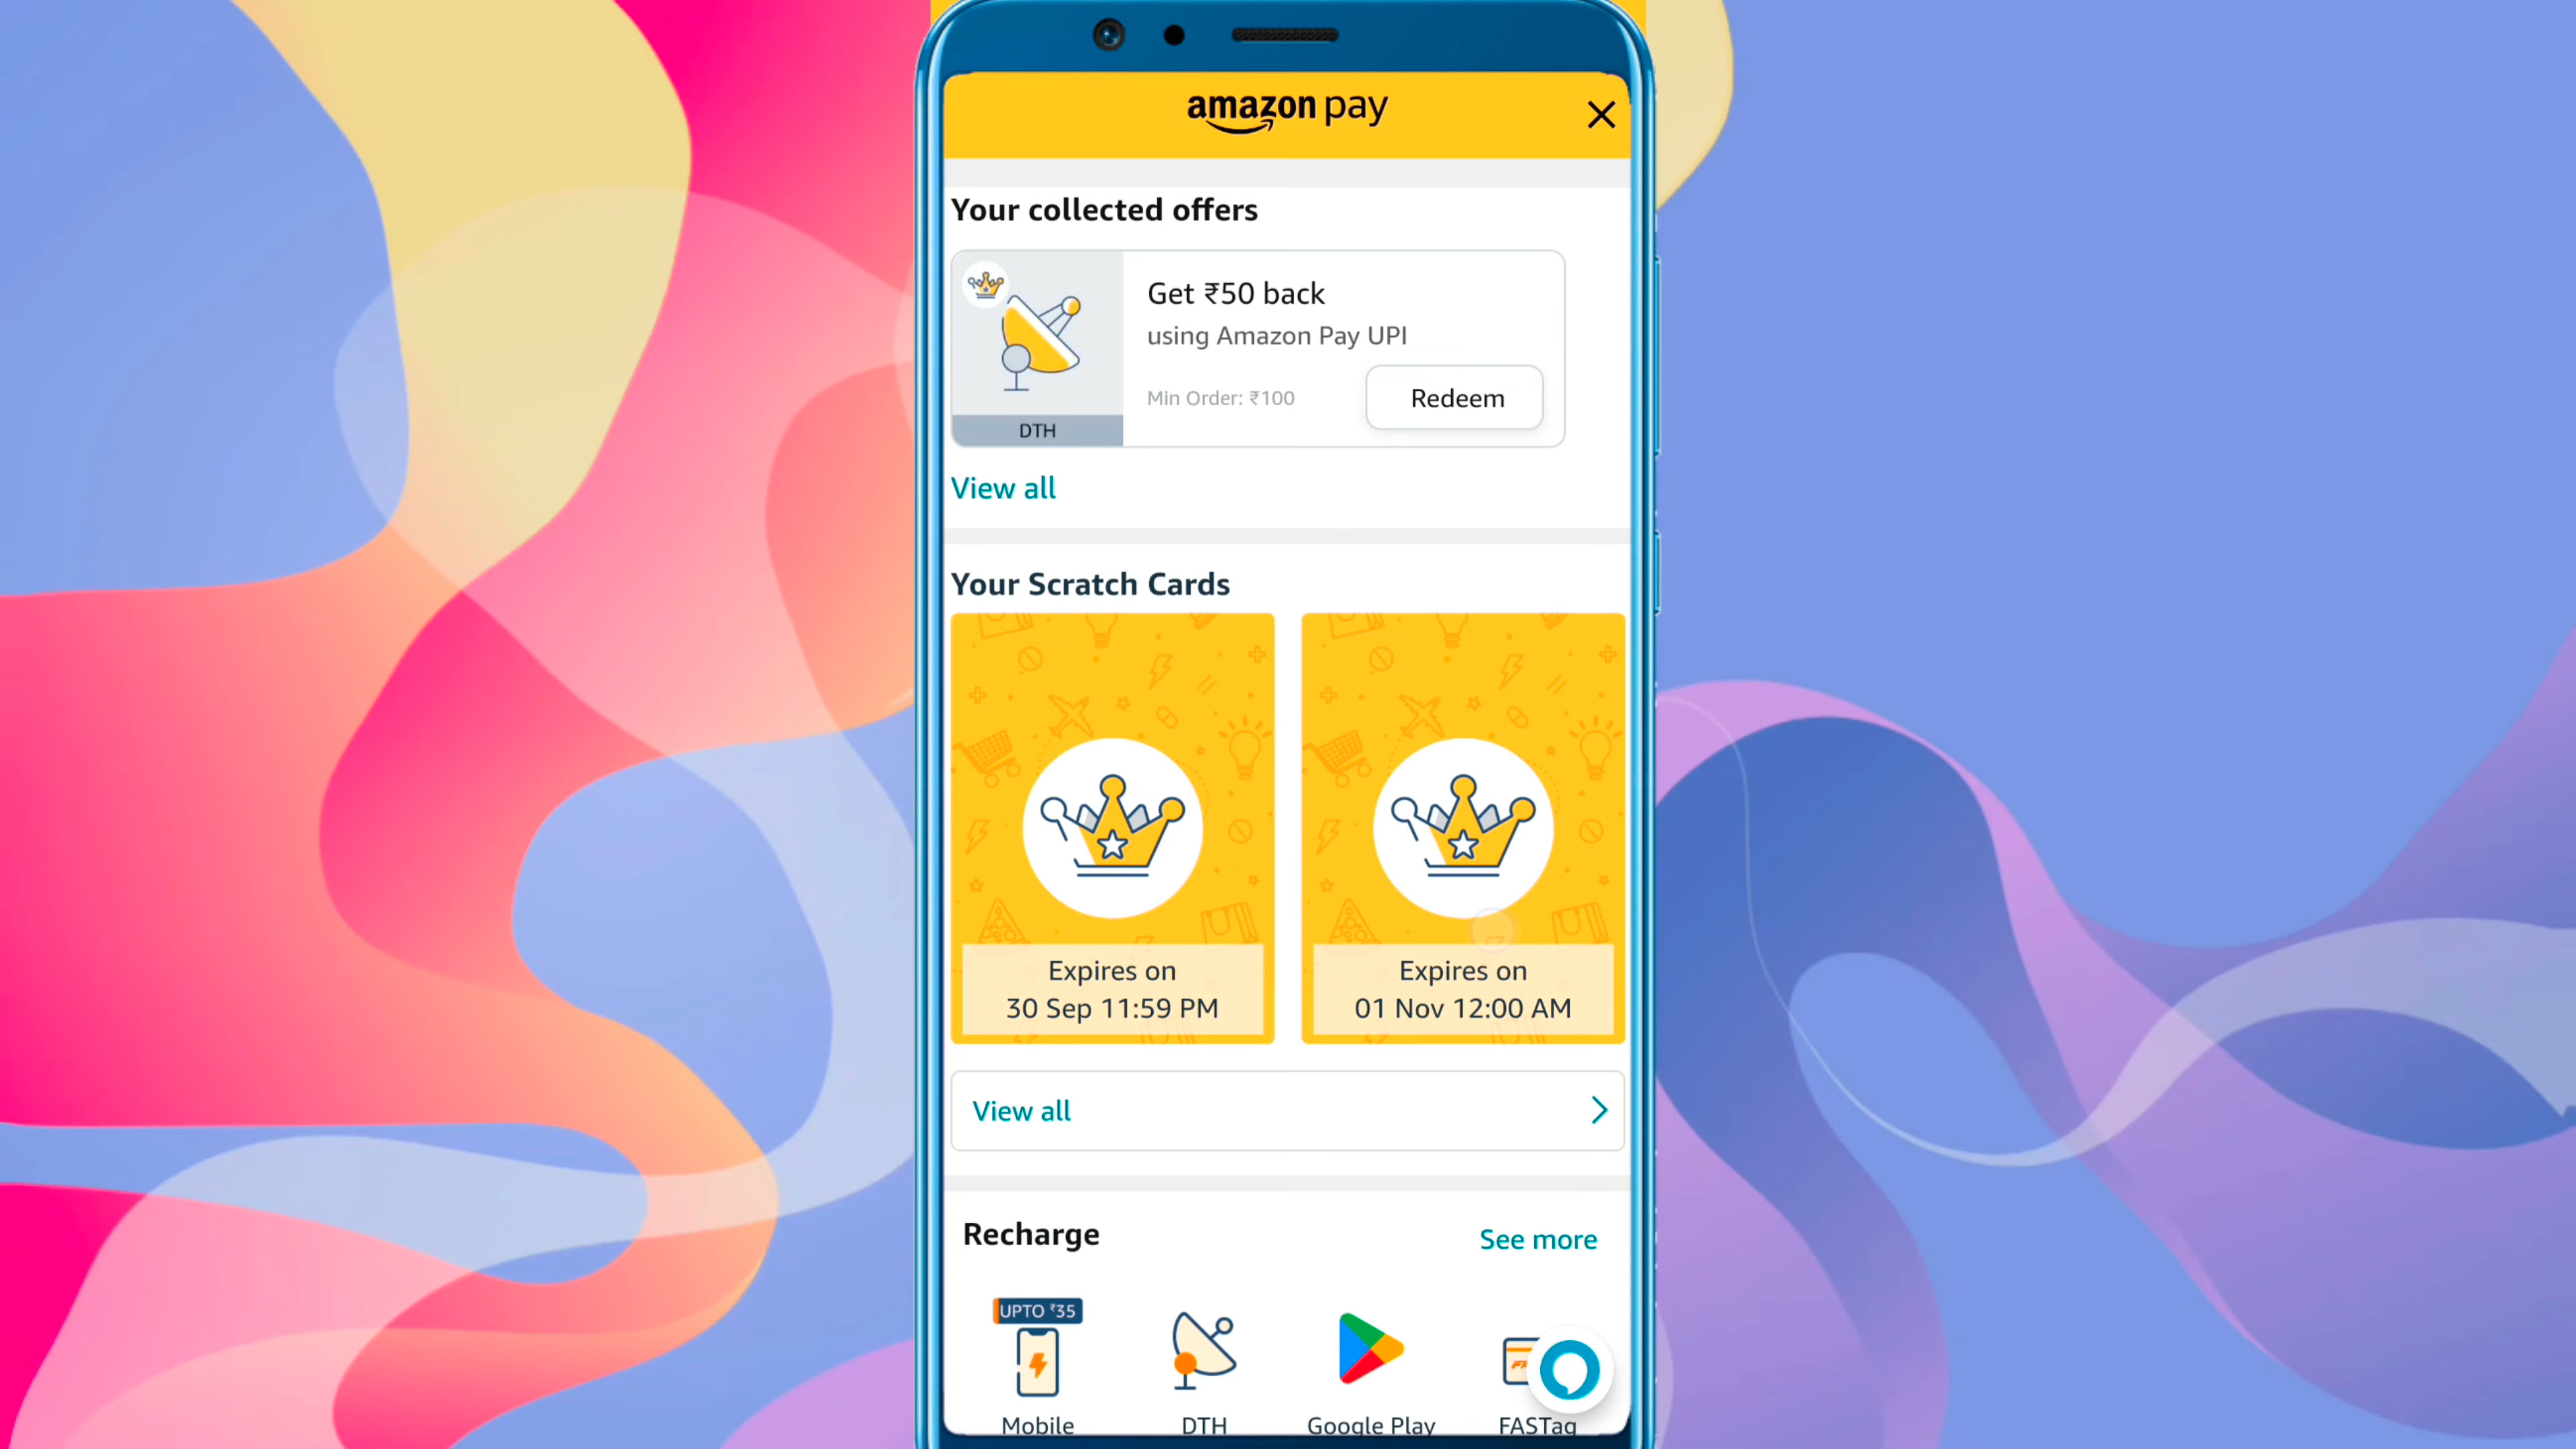 amazon pay
Your collected offers
Get ₹50 back
using Amazon Pay UPI
Min Order: ₹100
Redeem
DTH
View all
Your Scratch Cards
Expires on
30 Sep 11:59 PM
Expires on
01 Nov 12:00 AM
View all
Recharge
See more
UPTO ₹35
Mobile
DTH
Google Play
FASTag